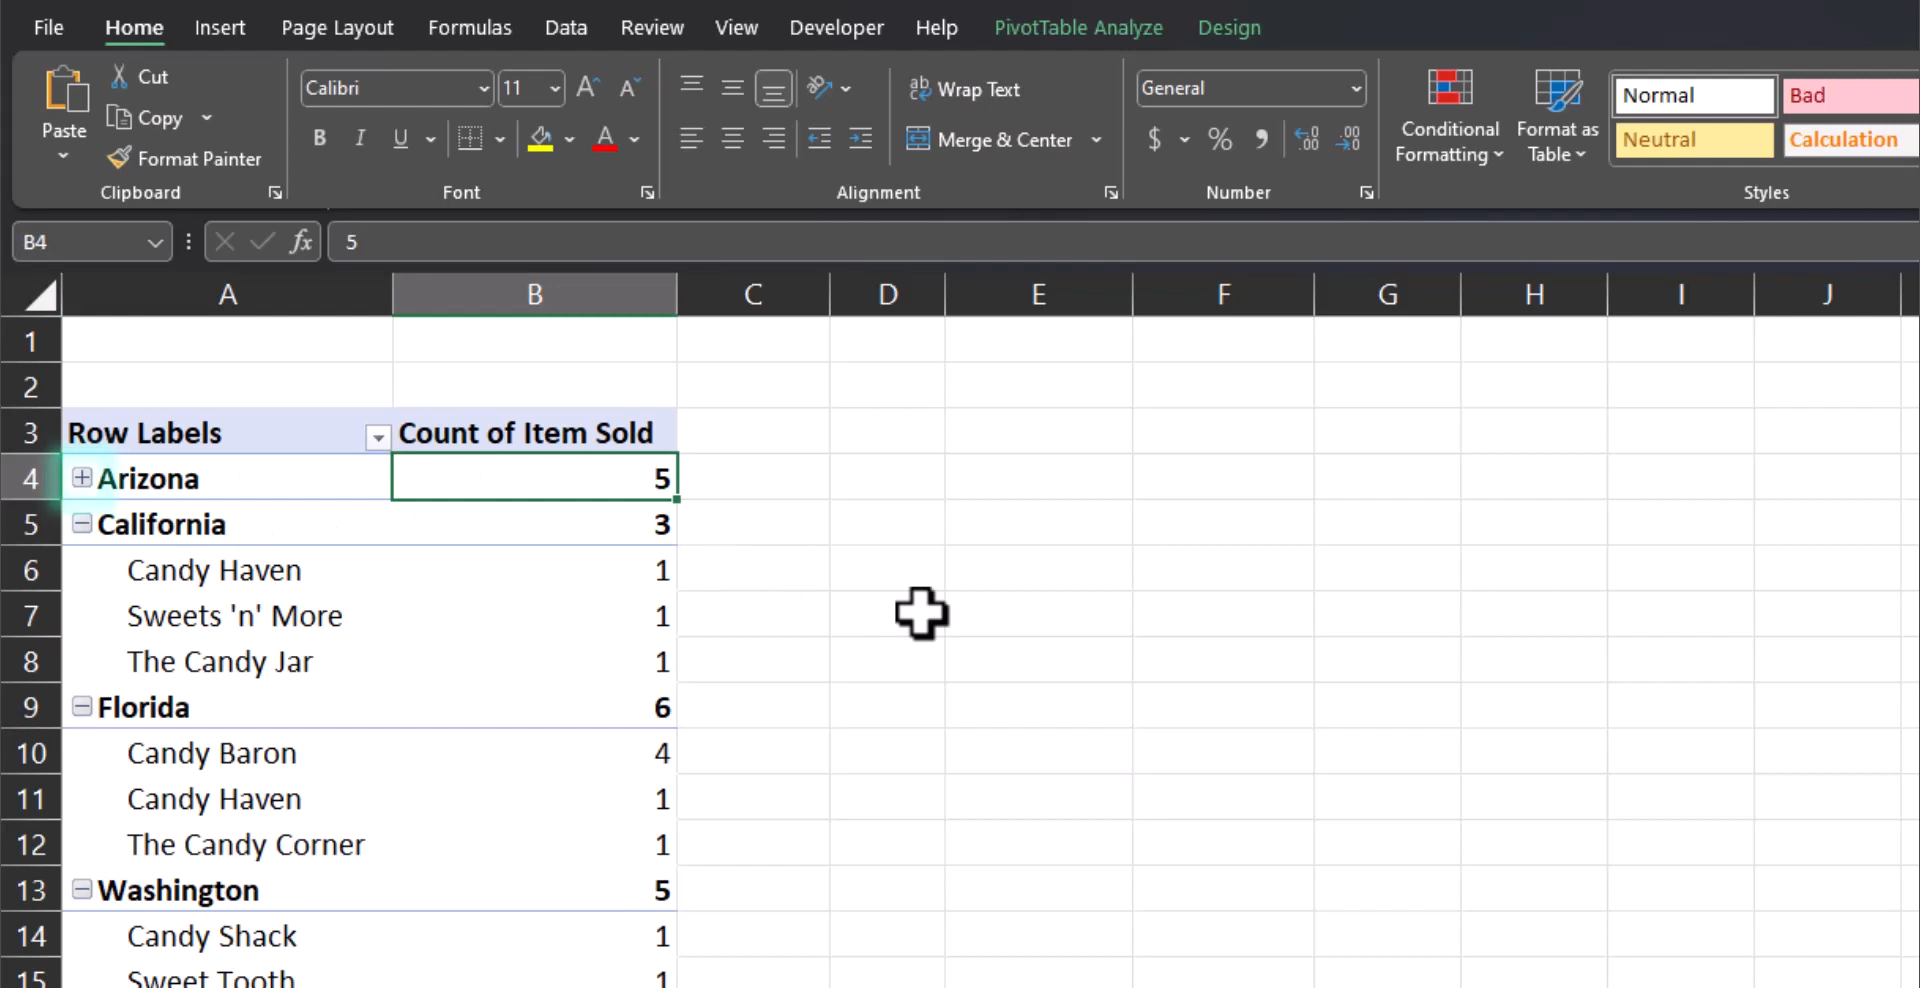 File Home Insert Page Layout Formulas Data Review View Developer Help PivotTable Analyze Design
Cut
Copy
Format Painter
Paste
Clipboard
Calibri 11
B I U
Font
ab Wrap Text
Merge & Center
Alignment
General
$ % 9 .00 .00
Number
Conditional Formatting
Format as Table
Normal Bad
Neutral Calculation
Styles
B4 fx 5
A B C D E F G H I J
1
2
3 Row Labels Count of Item Sold
4 Arizona 5
5 California 3
6 Candy Haven 1
7 Sweets 'n' More 1
8 The Candy Jar 1
9 Florida 6
10 Candy Baron 4
11 Candy Haven 1
12 The Candy Corner 1
13 Washington 5
14 Candy Shack 1
15 Sweet Tooth 1